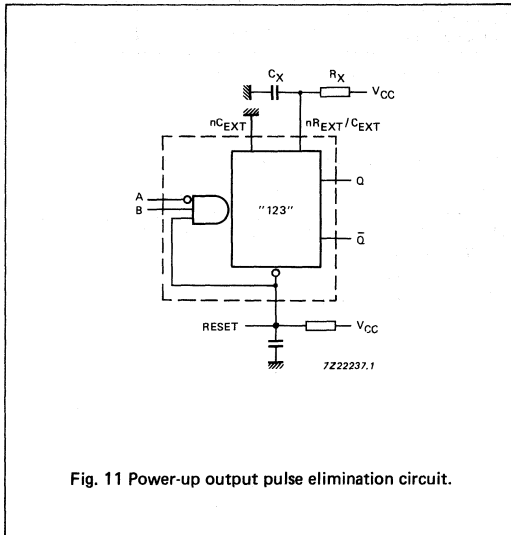 C_X R_X
V_CC
nC_EXT nR_EXT/C_EXT
A
B
"123"
Q
Q̄
RESET V_CC
7Z22237.1
Fig. 11 Power-up output pulse elimination circuit.